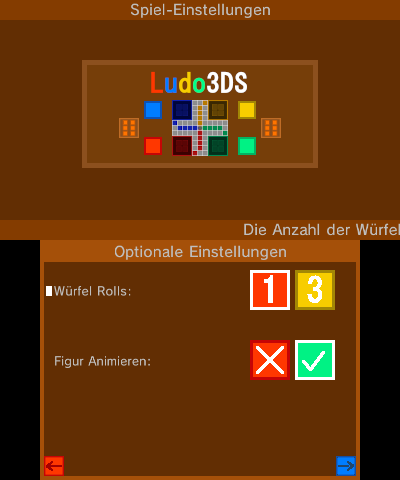 Spiel-Einstellungen
Ludo3DS
Die Anzahl der Würfel
Optionale Einstellungen
Würfel Rolls: 1 3
Figur Animieren: